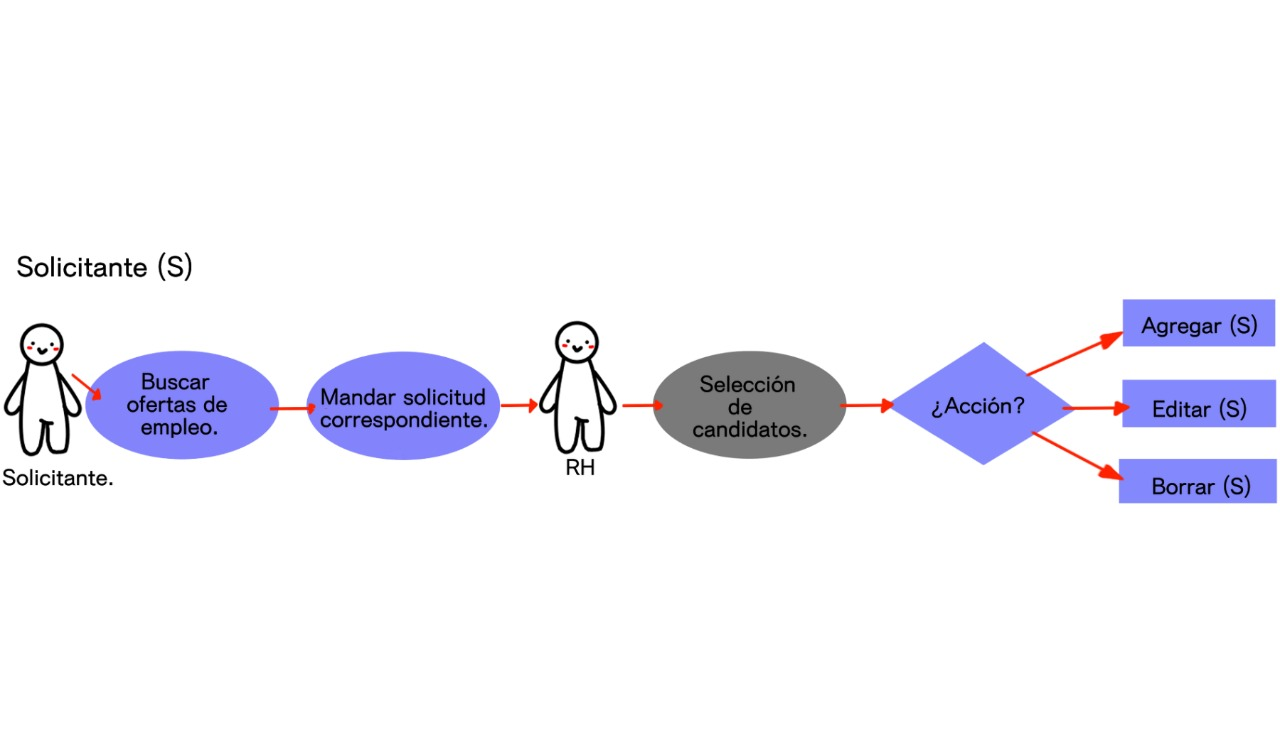 Solicitante (S)
Solicitante.
Buscar
ofertas de
empleo.
Mandar solicitud
correspondiente.
RH
Selección
de
candidatos.
¿Acción?
Agregar (S)
Editar (S)
Borrar (S)